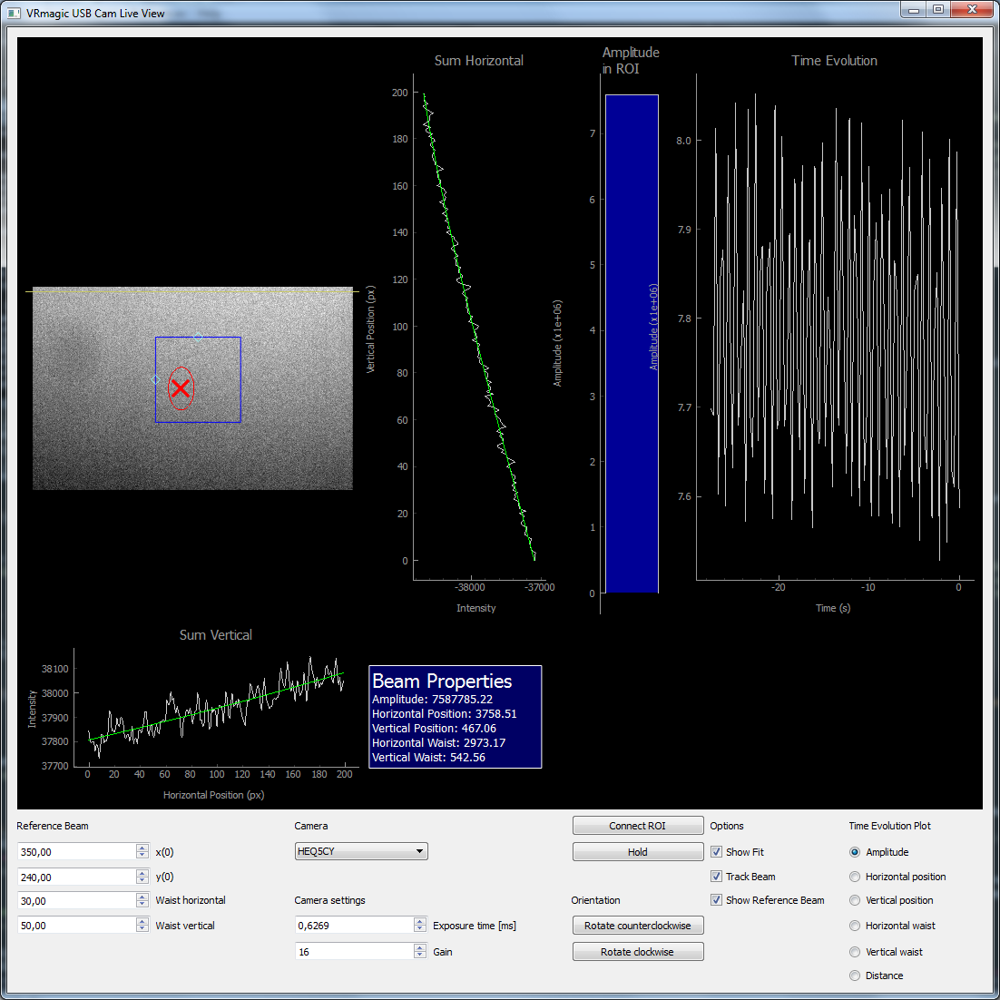 VRmagic USB Cam Live View
Sum Horizontal
Amplitude
in ROI
Time Evolution
200
180
160
140
120
100
80
60
40
20
0
Vertical Position (px)
-38000
-37000
Intensity
7
6
5
4
3
2
1
0
Amplitude (x1e+06)
8.0
7.9
7.8
7.7
7.6
Amplitude (x1e+06)
-20
-10
0
Time (s)
Sum Vertical
38100
38000
37900
37800
37700
Intensity
0
20
40
60
80
100
120
140
160
180
200
Horizontal Position (px)
Beam Properties
Amplitude: 7587785.22
Horizontal Position: 3758.51
Vertical Position: 467.06
Horizontal Waist: 2973.17
Vertical Waist: 542.56
Reference Beam
350,00 x(0)
240,00 y(0)
30,00 Waist horizontal
50,00 Waist vertical
Camera
HEQ5CY
Camera settings
0,6269 Exposure time [ms]
16 Gain
Connect ROI
Hold
Orientation
Rotate counterclockwise
Rotate clockwise
Options
Show Fit
Track Beam
Show Reference Beam
Time Evolution Plot
Amplitude
Horizontal position
Vertical position
Horizontal waist
Vertical waist
Distance